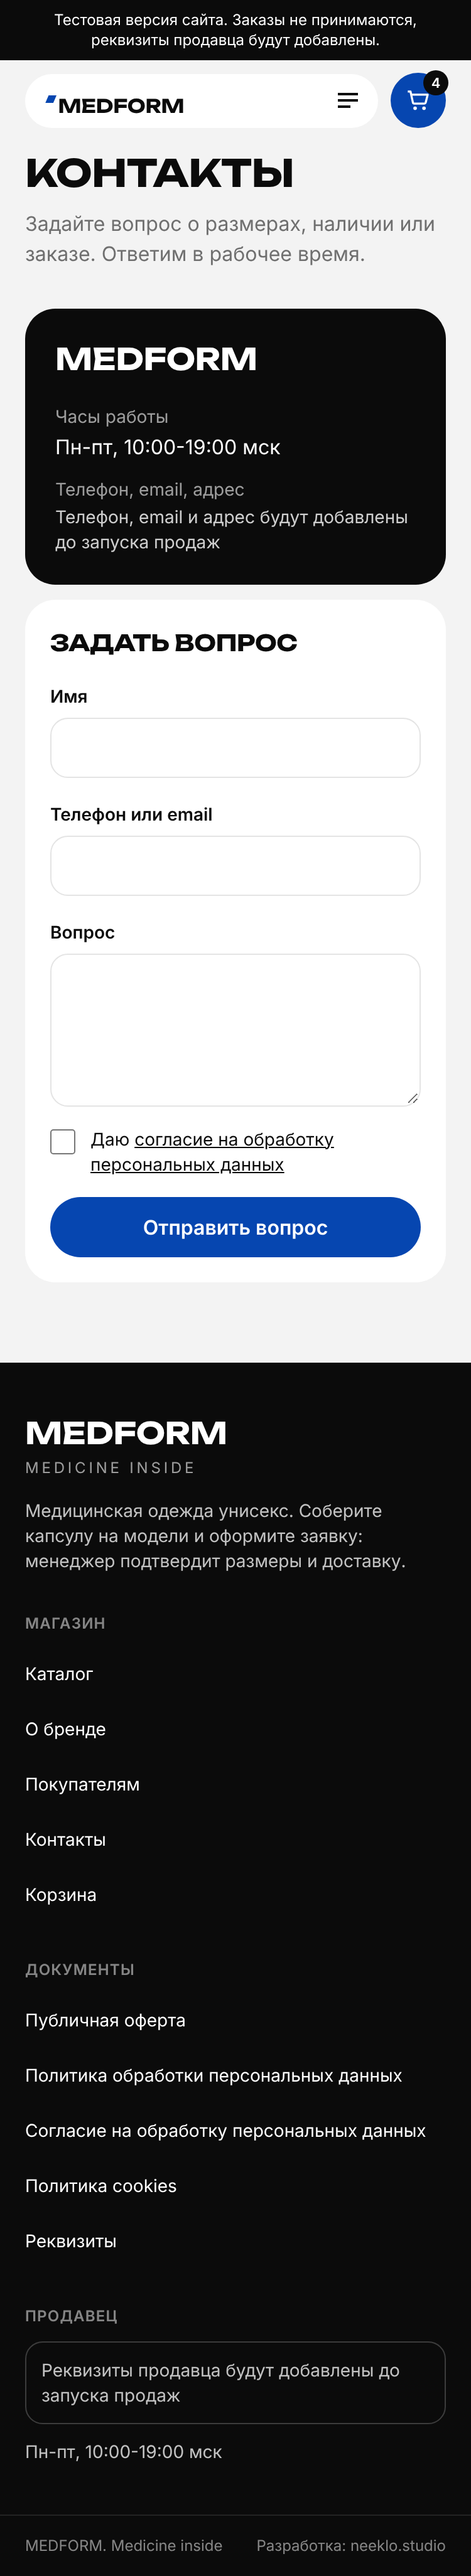 Тестовая версия сайта. Заказы не принимаются,
реквизиты продавца будут добавлены.
MEDFORM
4
КОНТАКТЫ
Задайте вопрос о размерах, наличии или
заказе. Ответим в рабочее время.
MEDFORM
Часы работы
Пн-пт, 10:00-19:00 мск
Телефон, email, адрес
Телефон, email и адрес будут добавлены
до запуска продаж
ЗАДАТЬ ВОПРОС
Имя
Телефон или email
Вопрос
Даю согласие на обработку
персональных данных
Отправить вопрос
MEDFORM
MEDICINE INSIDE
Медицинская одежда унисекс. Соберите
капсулу на модели и оформите заявку:
менеджер подтвердит размеры и доставку.
МАГАЗИН
Каталог
О бренде
Покупателям
Контакты
Корзина
ДОКУМЕНТЫ
Публичная оферта
Политика обработки персональных данных
Согласие на обработку персональных данных
Политика cookies
Реквизиты
ПРОДАВЕЦ
Реквизиты продавца будут добавлены до
запуска продаж
Пн-пт, 10:00-19:00 мск
MEDFORM. Medicine inside
Разработка: neeklo.studio